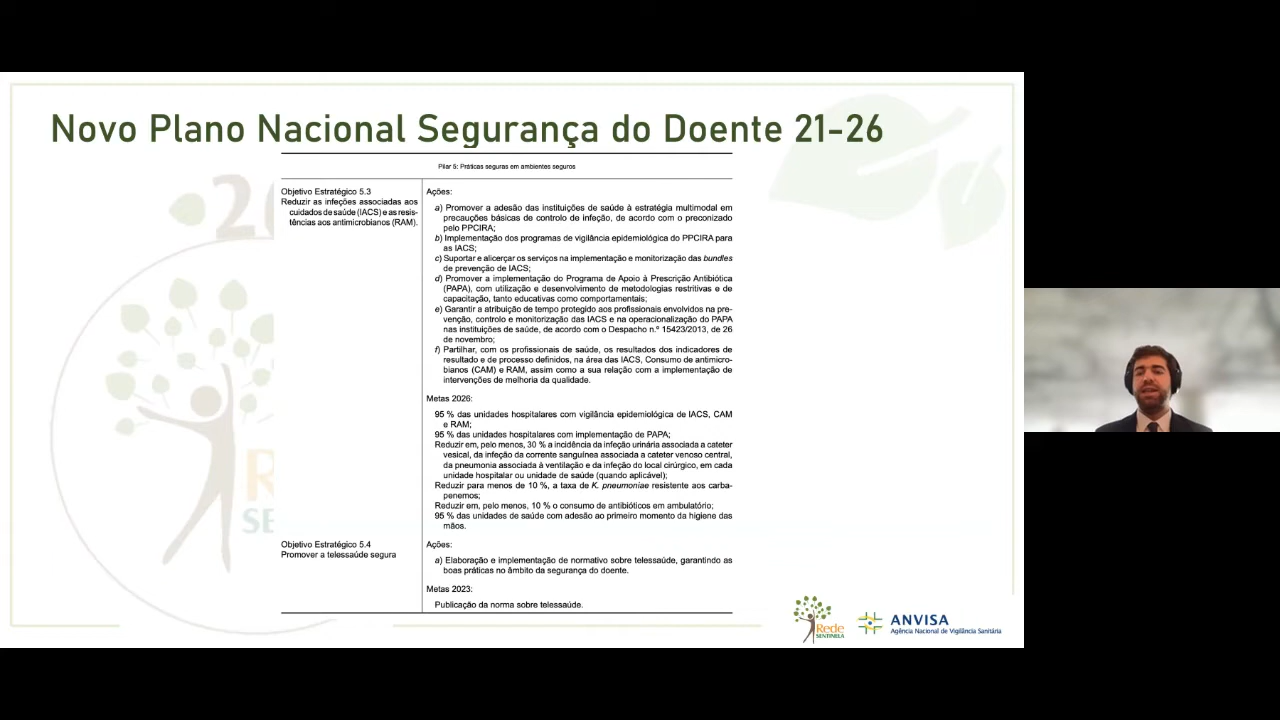 Novo Plano Nacional Segurança do Doente 21-26
Pilar 5: Práticas seguras em ambientes seguros
Objetivo Estratégico 5.3
Reduzir as infeções associadas aos
cuidados de saúde (IACS) e as resis-
tências aos antimicrobianos (RAM).
Ações:
a) Promover a adesão das instituições de saúde à estratégia multimodal em
precauções básicas de controlo de infeção, de acordo com o preconizado
pelo PPCIRA;
b) Implementação dos programas de vigilância epidemiológica do PPCIRA para
as IACS;
c) Suportar e alicerçar os serviços na implementação e monitorização das bundles
de prevenção de IACS;
d) Promover a implementação do Programa de Apoio à Prescrição Antibiótica
(PAPA), com utilização e desenvolvimento de metodologias restritivas e de
capacitação, tanto educativas como comportamentais;
e) Garantir a atribuição de tempo protegido aos profissionais envolvidos na pre-
venção, controlo e monitorização das IACS e na operacionalização do PAPA
nas instituições de saúde, de acordo com o Despacho n.º 15423/2013, de 26
de novembro;
f) Partilhar, com os profissionais de saúde, os resultados dos indicadores de
resultado e de processo definidos, na área das IACS, Consumo de antimicro-
bianos (CAM) e RAM, assim como a sua relação com a implementação de
intervenções de melhoria da qualidade.
Metas 2026:
95 % das unidades hospitalares com vigilância epidemiológica de IACS, CAM
e RAM;
95 % das unidades hospitalares com implementação de PAPA;
Reduzir em, pelo menos, 30 % a incidência da infeção urinária associada a cateter
vesical, da infeção da corrente sanguínea associada a cateter venoso central,
da pneumonia associada à ventilação e da infeção do local cirúrgico, em cada
unidade hospitalar ou unidade de saúde (quando aplicável);
Reduzir para menos de 10 %, a taxa de K. pneumoniae resistente aos carba-
penemos;
Reduzir em, pelo menos, 10 % o consumo de antibióticos em ambulatório;
95 % das unidades de saúde com adesão ao primeiro momento da higiene das
mãos.
Objetivo Estratégico 5.4
Promover a telessaúde segura
Ações:
a) Elaboração e implementação de normativo sobre telessaúde, garantindo as
boas práticas no âmbito da segurança do doente.
Metas 2023:
Publicação da norma sobre telessaúde.
Rede
SENTINELA
ANVISA
Agência Nacional de Vigilância Sanitária